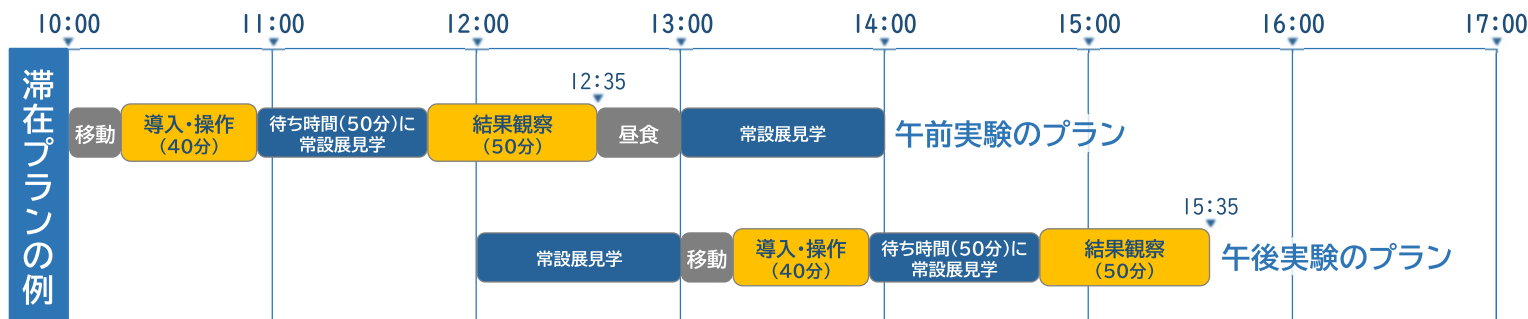 10:00 11:00 12:00 13:00 14:00 15:00 16:00 17:00
滞在プランの例
12:35
移動
導入・操作
(40分)
待ち時間(50分)に
常設展見学
結果観察
(50分)
昼食
常設展見学
午前実験のプラン
15:35
常設展見学
移動
導入・操作
(40分)
待ち時間(50分)に
常設展見学
結果観察
(50分)
午後実験のプラン